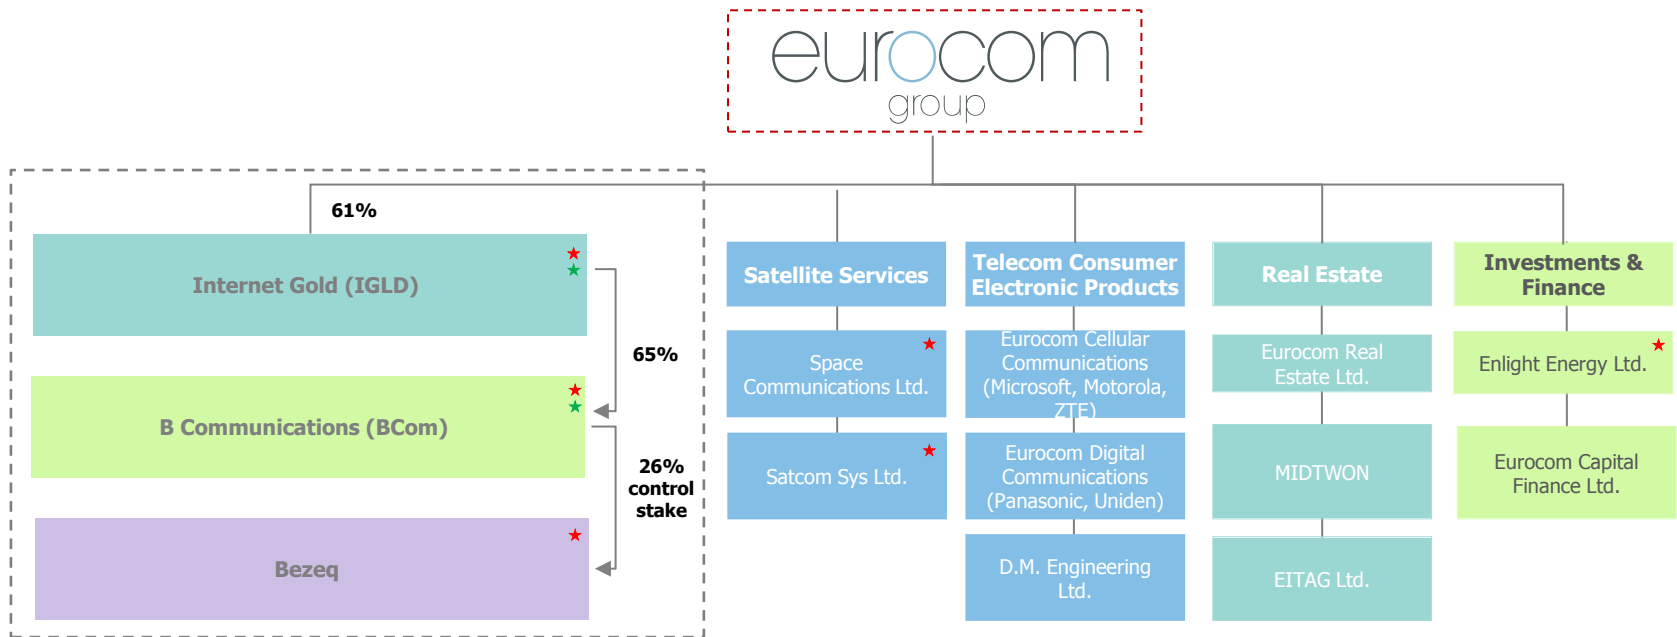 eurocom
group
61%
Internet Gold (IGLD)
65%
B Communications (BCom)
26%
control
stake
Bezeq
Satellite Services
Space
Communications Ltd.
Satcom Sys Ltd.
Telecom Consumer
Electronic Products
Eurocom Cellular
Communications
(Microsoft, Motorola,
ZTE)
Eurocom Digital
Communications
(Panasonic, Uniden)
D.M. Engineering
Ltd.
Real Estate
Eurocom Real
Estate Ltd.
MIDTWON
EITAG Ltd.
Investments &
Finance
Enlight Energy Ltd.
Eurocom Capital
Finance Ltd.